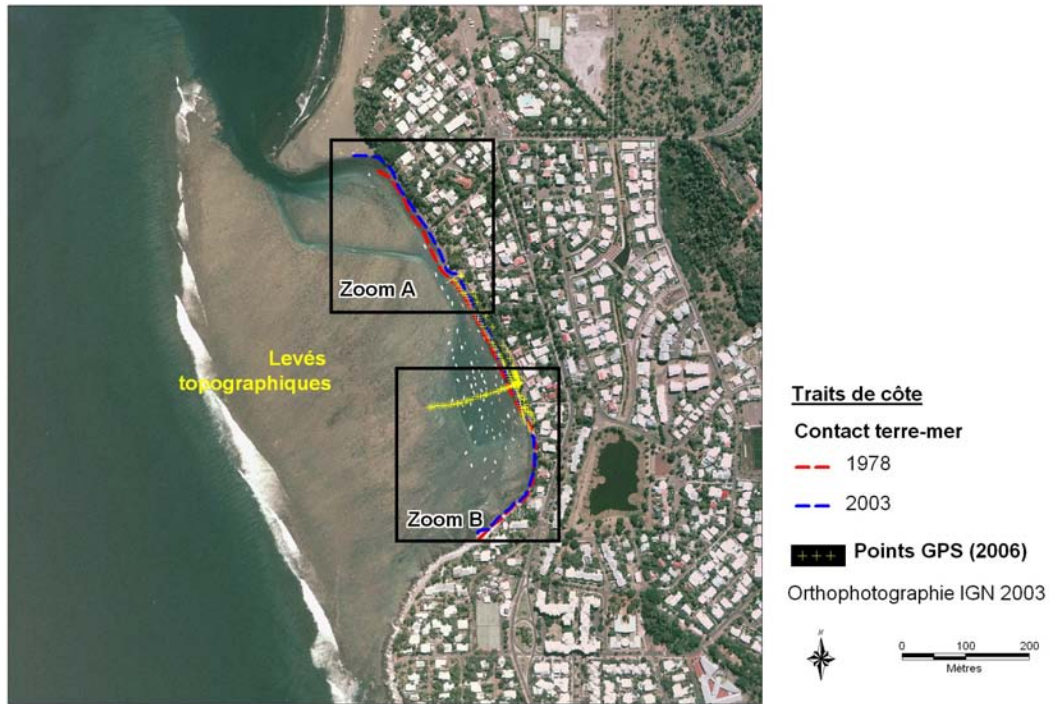 Zoom A
Levés
topographiques
Zoom B
Traits de côte
Contact terre-mer
1978
2003
+++ Points GPS (2006)
Orthophotographie IGN 2003
N
0 100 200
Mètres